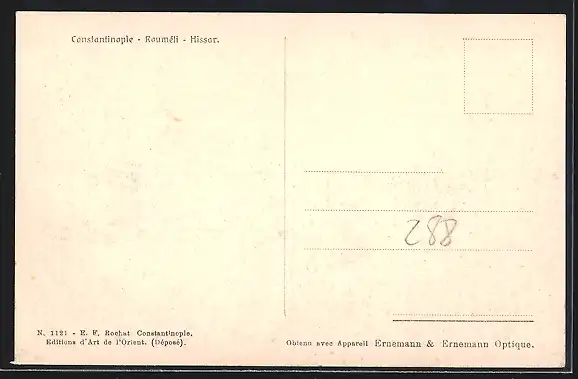 Constantinople - Rouméli - Hissar.
288
N. 1121 - E. F. Rochat Constantinople.
Editions d'Art de l'Orient. (Déposé).
Obtenu avec Appareil Ernemann & Ernemann Optique.